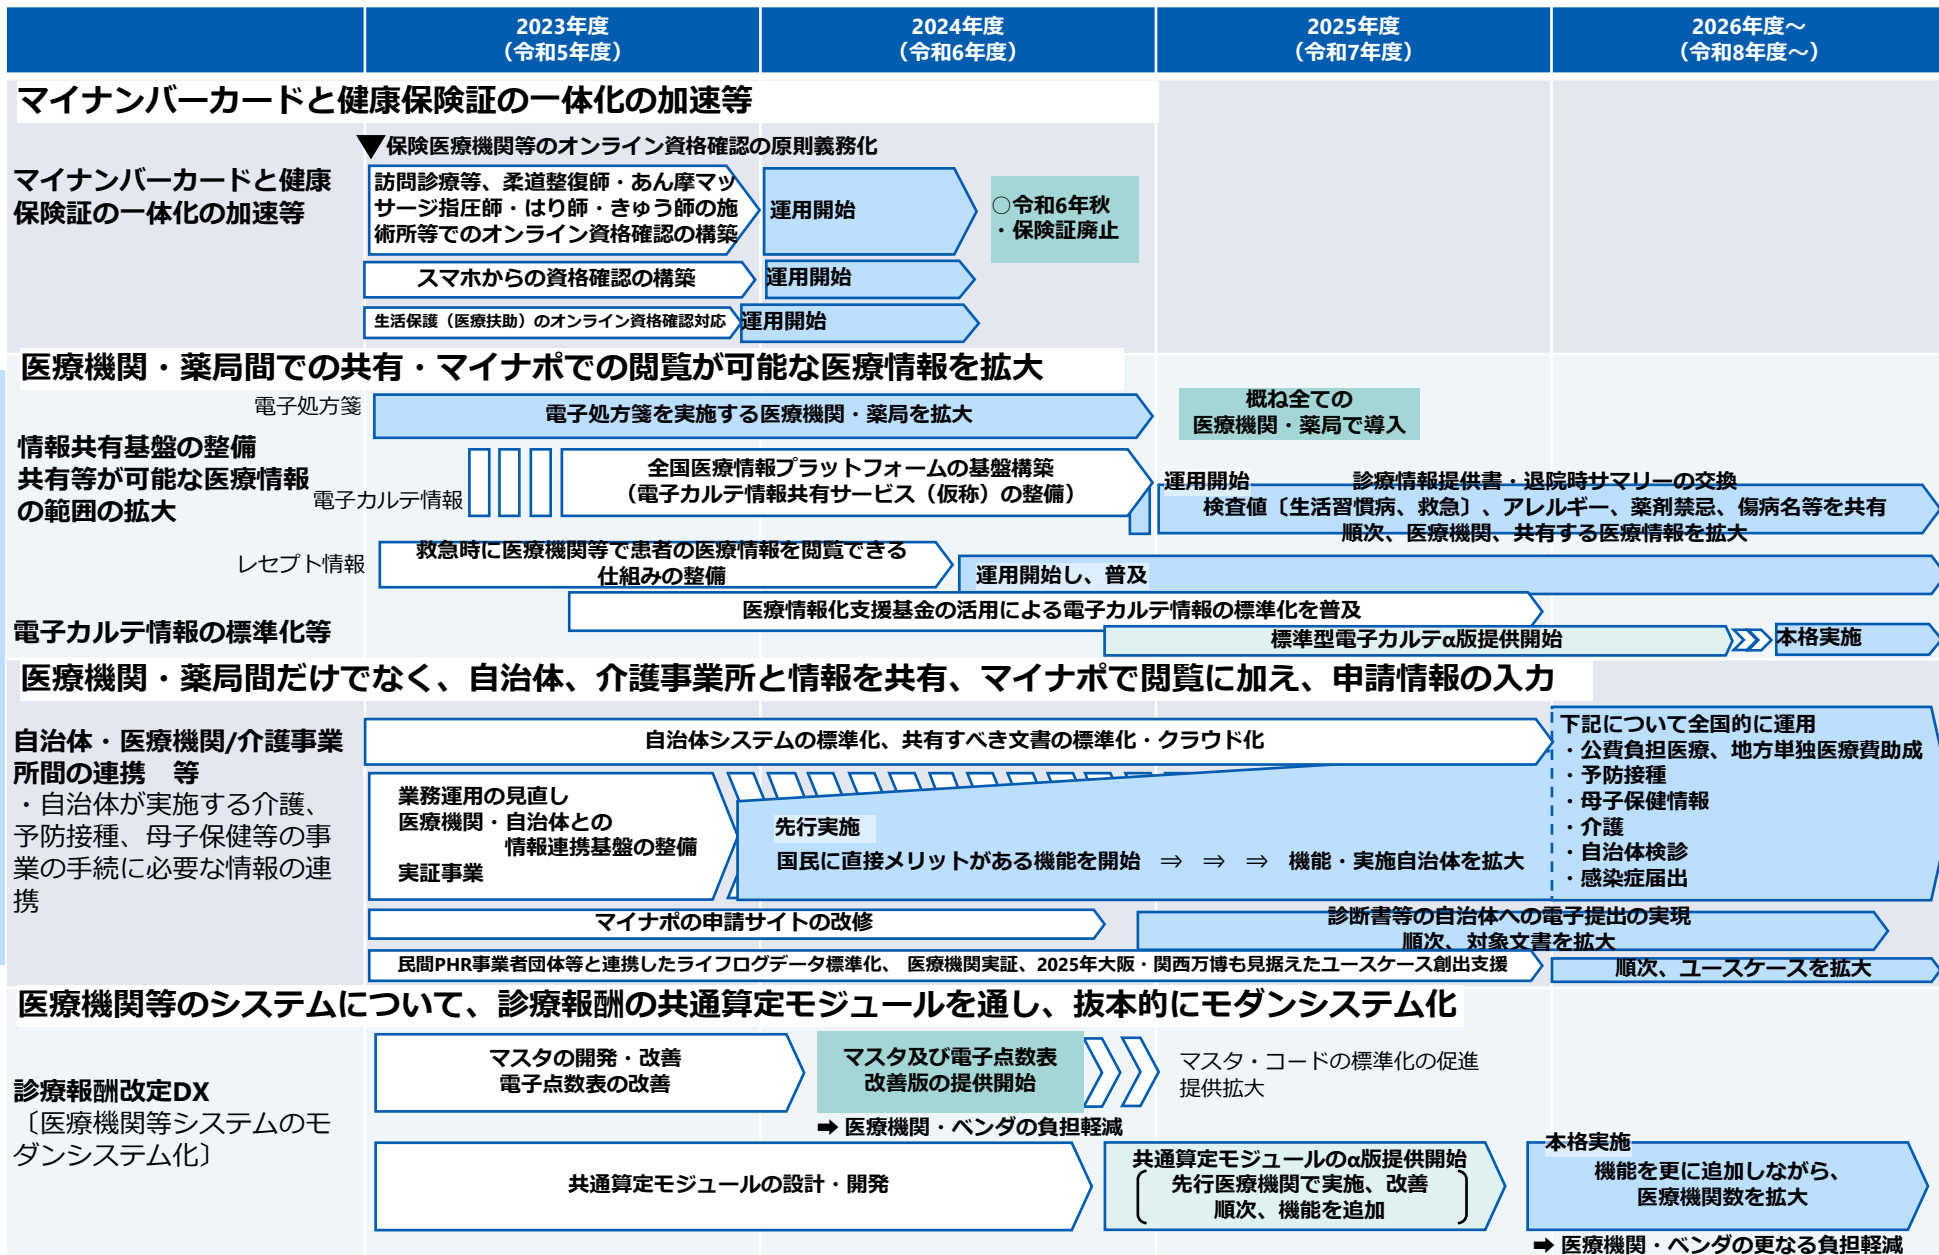 2023年度
（令和5年度）
2024年度
（令和6年度）
2025年度
（令和7年度）
2026年度～
（令和8年度～）
マイナンバーカードと健康保険証の一体化の加速等
マイナンバーカードと健康
保険証の一体化の加速等
▼保険医療機関等のオンライン資格確認の原則義務化
訪問診療等、柔道整復師・あん摩マッ
サージ指圧師・はり師・きゅう師の施
術所等でのオンライン資格確認の構築
運用開始
○令和6年秋
・保険証廃止
スマホからの資格確認の構築
運用開始
生活保護（医療扶助）のオンライン資格確認対応
運用開始
医療機関・薬局間での共有・マイナポでの閲覧が可能な医療情報を拡大
情報共有基盤の整備
共有等が可能な医療情報
の範囲の拡大
電子処方箋
電子処方箋を実施する医療機関・薬局を拡大
概ね全ての
医療機関・薬局で導入
電子カルテ情報
全国医療情報プラットフォームの基盤構築
（電子カルテ情報共有サービス（仮称）の整備）
運用開始
診療情報提供書・退院時サマリーの交換
検査値〔生活習慣病、救急〕、アレルギー、薬剤禁忌、傷病名等を共有
順次、医療機関、共有する医療情報を拡大
レセプト情報
救急時に医療機関等で患者の医療情報を閲覧できる
仕組みの整備
運用開始し、普及
電子カルテ情報の標準化等
医療情報化支援基金の活用による電子カルテ情報の標準化を普及
標準型電子カルテα版提供開始
本格実施
医療機関・薬局間だけでなく、自治体、介護事業所と情報を共有、マイナポで閲覧に加え、申請情報の入力
自治体・医療機関/介護事業
所間の連携　等
・自治体が実施する介護、
予防接種、母子保健等の事
業の手続に必要な情報の連
携
自治体システムの標準化、共有すべき文書の標準化・クラウド化
業務運用の見直し
医療機関・自治体との
情報連携基盤の整備
実証事業
先行実施
国民に直接メリットがある機能を開始　⇒　⇒　⇒　機能・実施自治体を拡大
下記について全国的に運用
・公費負担医療、地方単独医療費助成
・予防接種
・母子保健情報
・介護
・自治体検診
・感染症届出
マイナポの申請サイトの改修
診断書等の自治体への電子提出の実現
順次、対象文書を拡大
民間PHR事業者団体等と連携したライフログデータ標準化、 医療機関実証、2025年大阪・関西万博も見据えたユースケース創出支援
順次、ユースケースを拡大
医療機関等のシステムについて、診療報酬の共通算定モジュールを通し、抜本的にモダンシステム化
診療報酬改定DX
〔医療機関等システムのモ
ダンシステム化〕
マスタの開発・改善
電子点数表の改善
マスタ及び電子点数表
改善版の提供開始
マスタ・コードの標準化の促進
提供拡大
➡ 医療機関・ベンダの負担軽減
共通算定モジュールの設計・開発
共通算定モジュールのα版提供開始
先行医療機関で実施、改善
順次、機能を追加
本格実施
機能を更に追加しながら、
医療機関数を拡大
➡ 医療機関・ベンダの更なる負担軽減